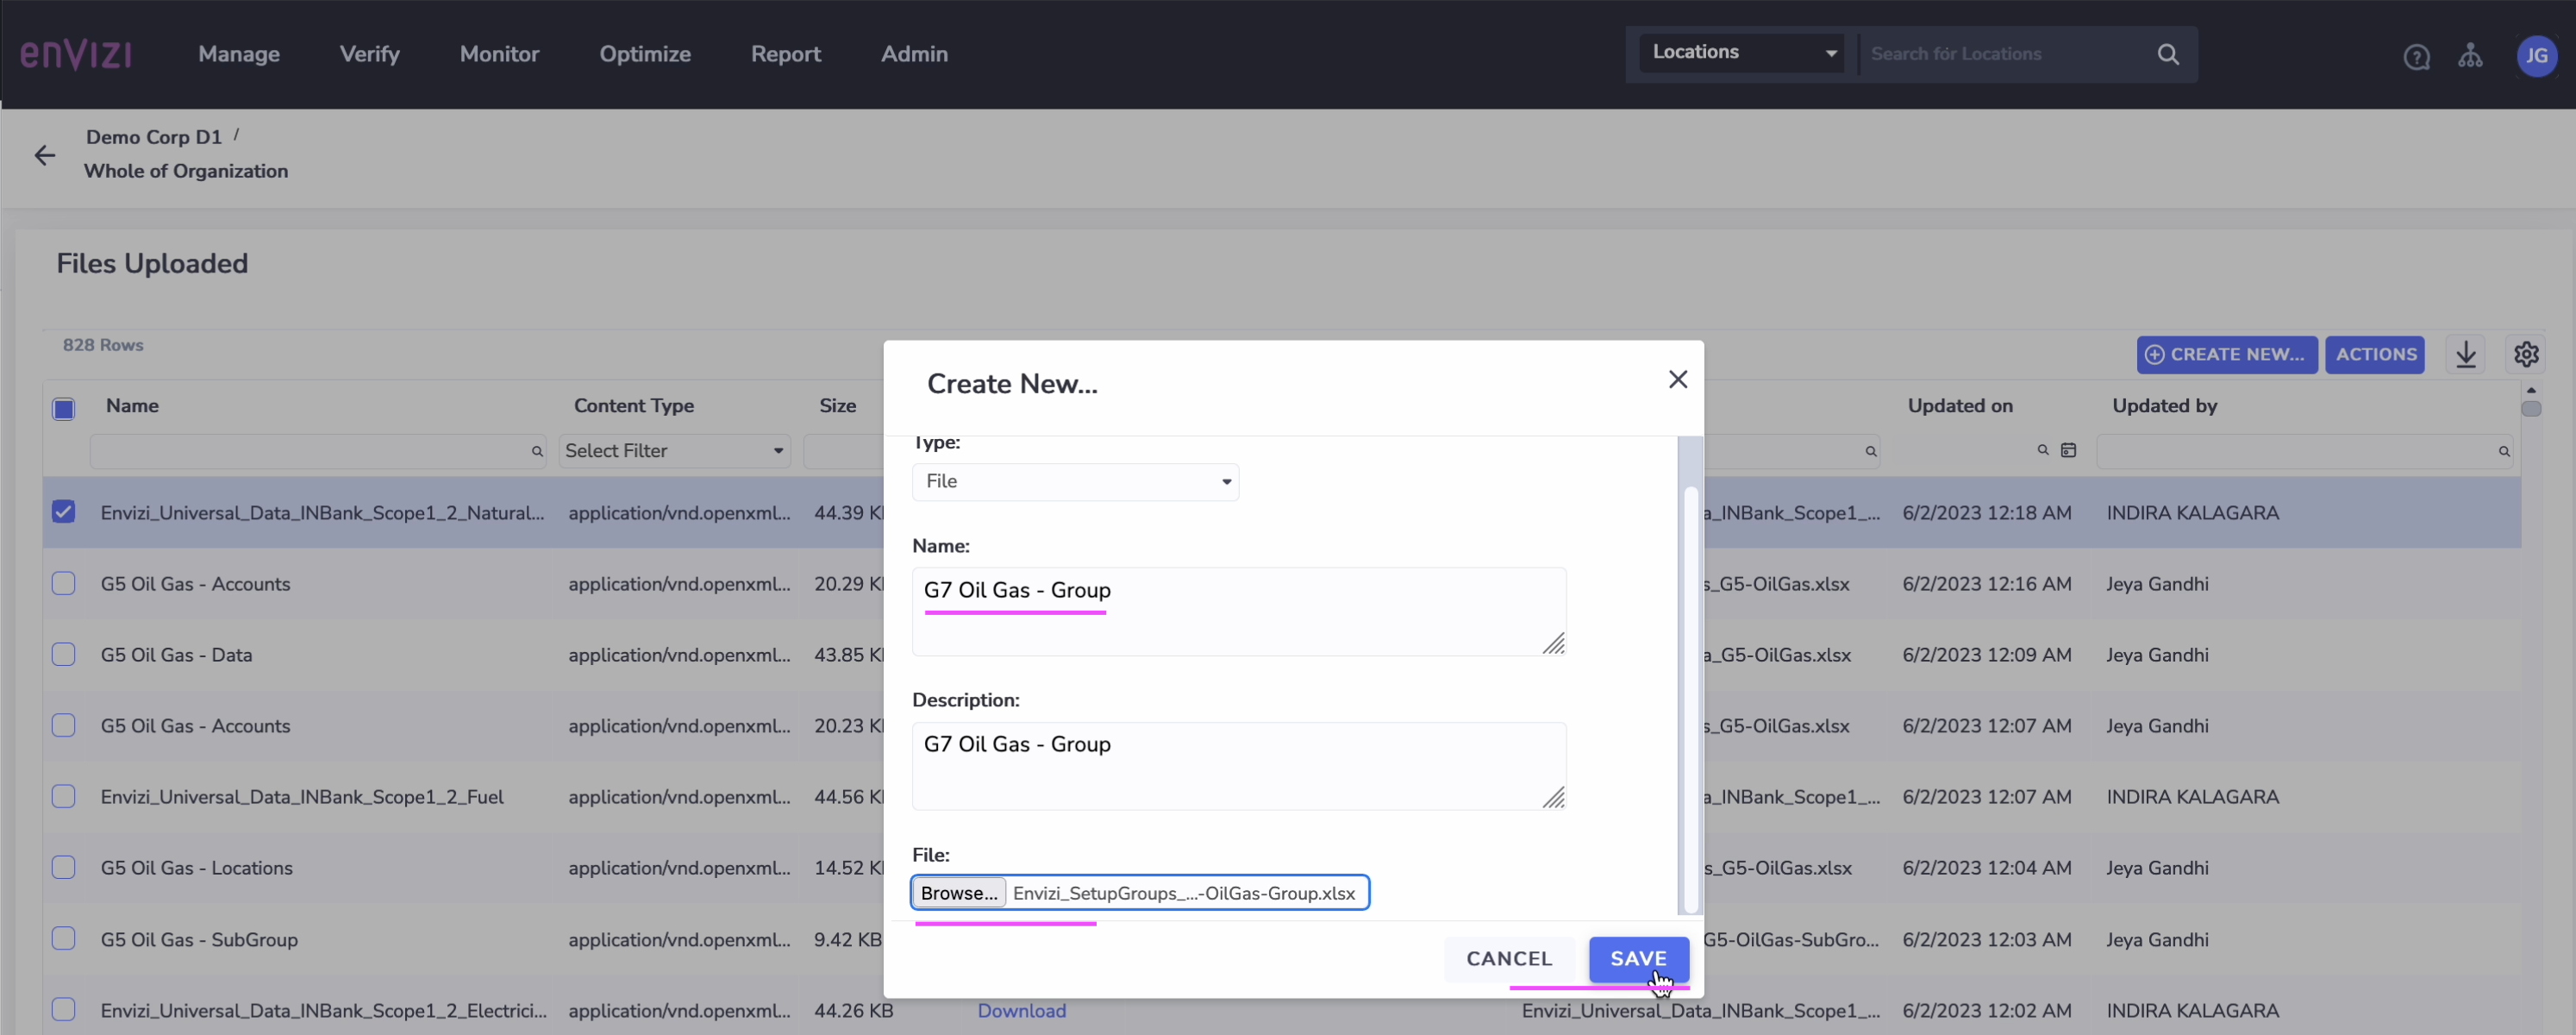 enVIZI Manage Verify Monitor Optimize Report Admin Locations Search for Locations JG
Demo Corp D1 /
Whole of Organization
Files Uploaded
828 Rows CREATE NEW... ACTIONS
Name Content Type Size Updated on Updated by
Select Filter
Envizi_Universal_Data_INBank_Scope1_2_Natural... application/vnd.openxml... 44.39 a_INBank_Scope1_... 6/2/2023 12:18 AM INDIRA KALAGARA
G5 Oil Gas - Accounts application/vnd.openxml... 20.29 s_G5-OilGas.xlsx 6/2/2023 12:16 AM Jeya Gandhi
G5 Oil Gas - Data application/vnd.openxml... 43.85 a_G5-OilGas.xlsx 6/2/2023 12:09 AM Jeya Gandhi
G5 Oil Gas - Accounts application/vnd.openxml... 20.23 s_G5-OilGas.xlsx 6/2/2023 12:07 AM Jeya Gandhi
Envizi_Universal_Data_INBank_Scope1_2_Fuel application/vnd.openxml... 44.56 a_INBank_Scope1_... 6/2/2023 12:07 AM INDIRA KALAGARA
G5 Oil Gas - Locations application/vnd.openxml... 14.52 s_G5-OilGas.xlsx 6/2/2023 12:04 AM Jeya Gandhi
G5 Oil Gas - SubGroup application/vnd.openxml... 9.42 KB G5-OilGas-SubGro... 6/2/2023 12:03 AM Jeya Gandhi
Envizi_Universal_Data_INBank_Scope1_2_Electrici... application/vnd.openxml... 44.26 KB Download Envizi_Universal_Data_INBank_Scope1_... 6/2/2023 12:02 AM INDIRA KALAGARA
Create New...
Type:
File
Name:
G7 Oil Gas - Group
Description:
G7 Oil Gas - Group
File:
Browse... Envizi_SetupGroups_...-OilGas-Group.xlsx
CANCEL SAVE